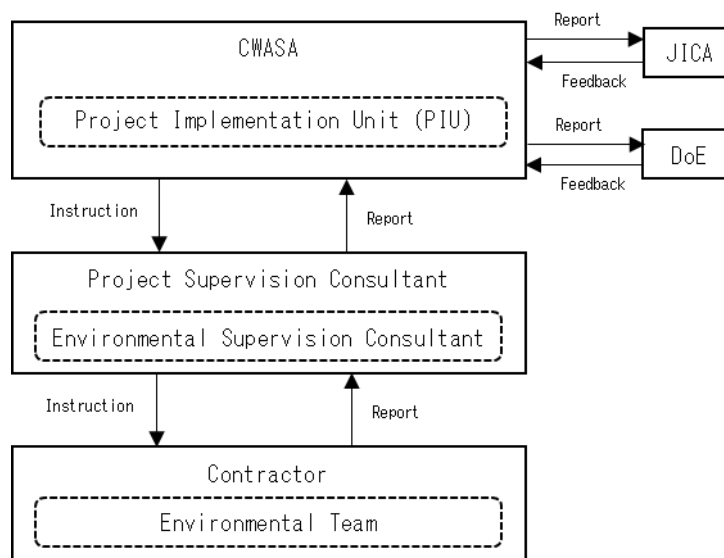 CWASA
Project Implementation Unit (PIU)
Report
JICA
Feedback
Report
DoE
Feedback
Instruction
Report
Project Supervision Consultant
Environmental Supervision Consultant
Instruction
Report
Contractor
Environmental Team